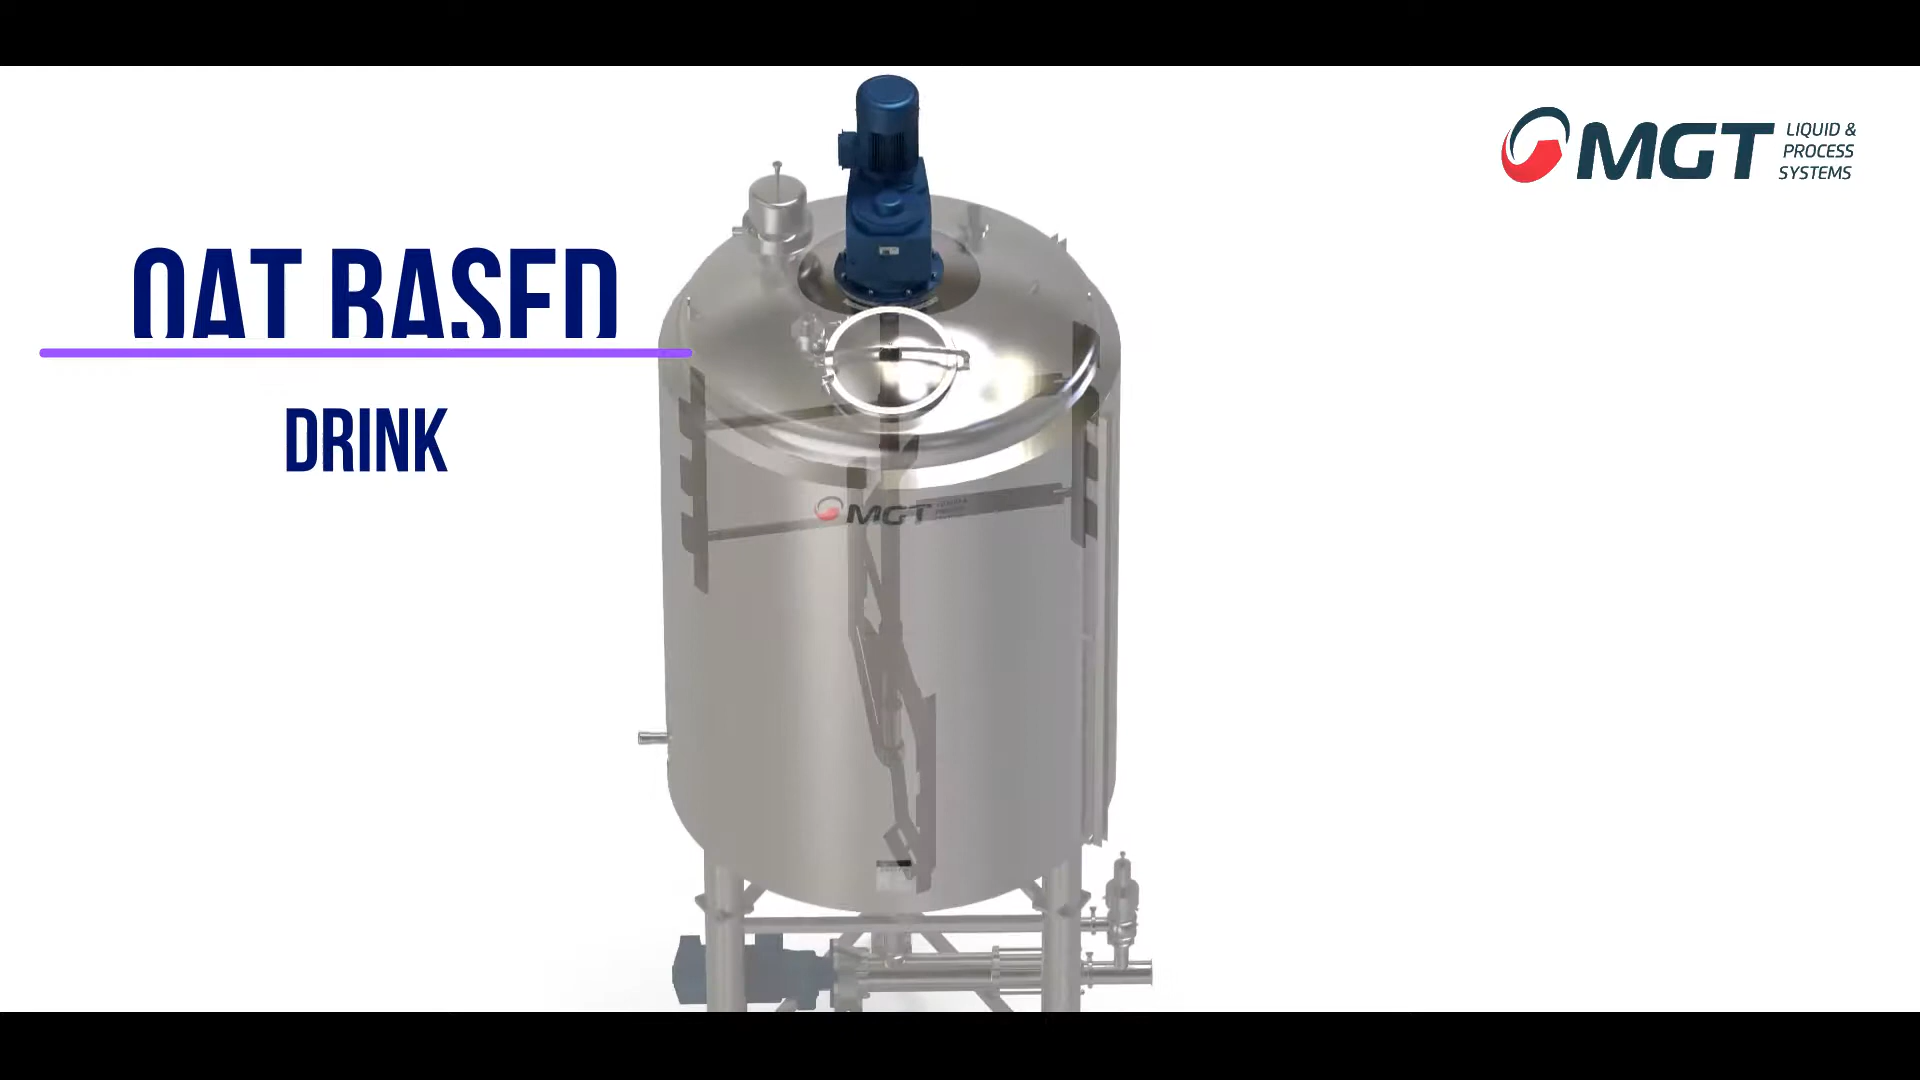 OAT BASED
DRINK
MGT LIQUID &
PROCESS
SYSTEMS
MGT